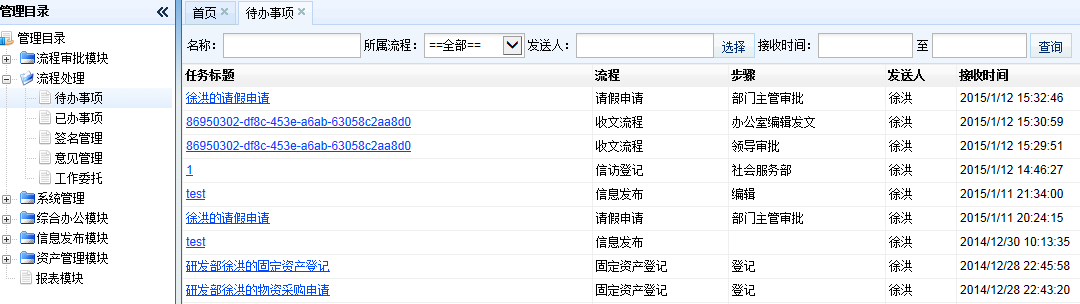 管理目录
管理目录
流程审批模块
流程处理
待办事项
已办事项
签名管理
意见管理
工作委托
系统管理
综合办公模块
信息发布模块
资产管理模块
报表模块
首页 待办事项
名称: 所属流程: ==全部== 发送人: 选择 接收时间: 至 查询
任务标题 流程 步骤 发送人 接收时间
徐洪的请假申请 请假申请 部门主管审批 徐洪 2015/1/12 15:32:46
86950302-df8c-453e-a6ab-63058c2aa8d0 收文流程 办公室编辑发文 徐洪 2015/1/12 15:30:59
86950302-df8c-453e-a6ab-63058c2aa8d0 收文流程 领导审批 徐洪 2015/1/12 15:29:51
1 信访登记 社会服务部 徐洪 2015/1/12 14:46:27
test 信息发布 编辑 徐洪 2015/1/11 21:34:00
徐洪的请假申请 请假申请 部门主管审批 徐洪 2015/1/11 20:24:15
test 信息发布 徐洪 2014/12/30 10:13:35
研发部徐洪的固定资产登记 固定资产登记 登记 徐洪 2014/12/28 22:45:58
研发部徐洪的物资采购申请 固定资产登记 登记 徐洪 2014/12/28 22:43:20